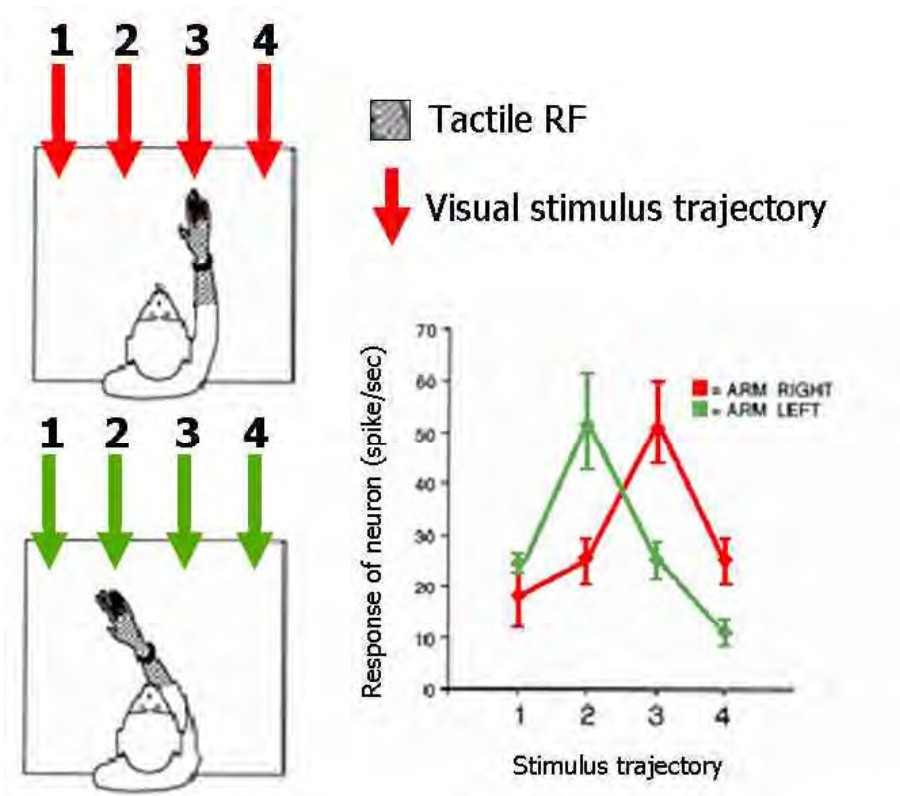 1 2 3 4
Tactile RF
Visual stimulus trajectory
1 2 3 4
Response of neuron (spike/sec)
70
60
50
40
30
20
10
0
= ARM RIGHT
= ARM LEFT
1 2 3 4
Stimulus trajectory